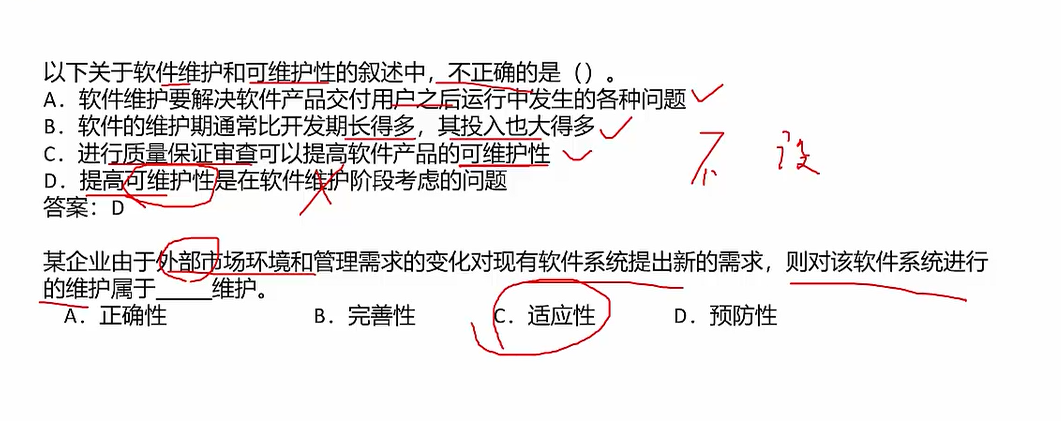 以下关于软件维护和可维护性的叙述中，不正确的是（）。
A．软件维护要解决软件产品交付用户之后运行中发生的各种问题
B．软件的维护期通常比开发期长得多，其投入也大得多
C．进行质量保证审查可以提高软件产品的可维护性
D．提高可维护性是在软件维护阶段考虑的问题
答案：D
不 设
某企业由于外部市场环境和管理需求的变化对现有软件系统提出新的需求，则对该软件系统进行
的维护属于_____维护。
A．正确性 B．完善性 C．适应性 D．预防性